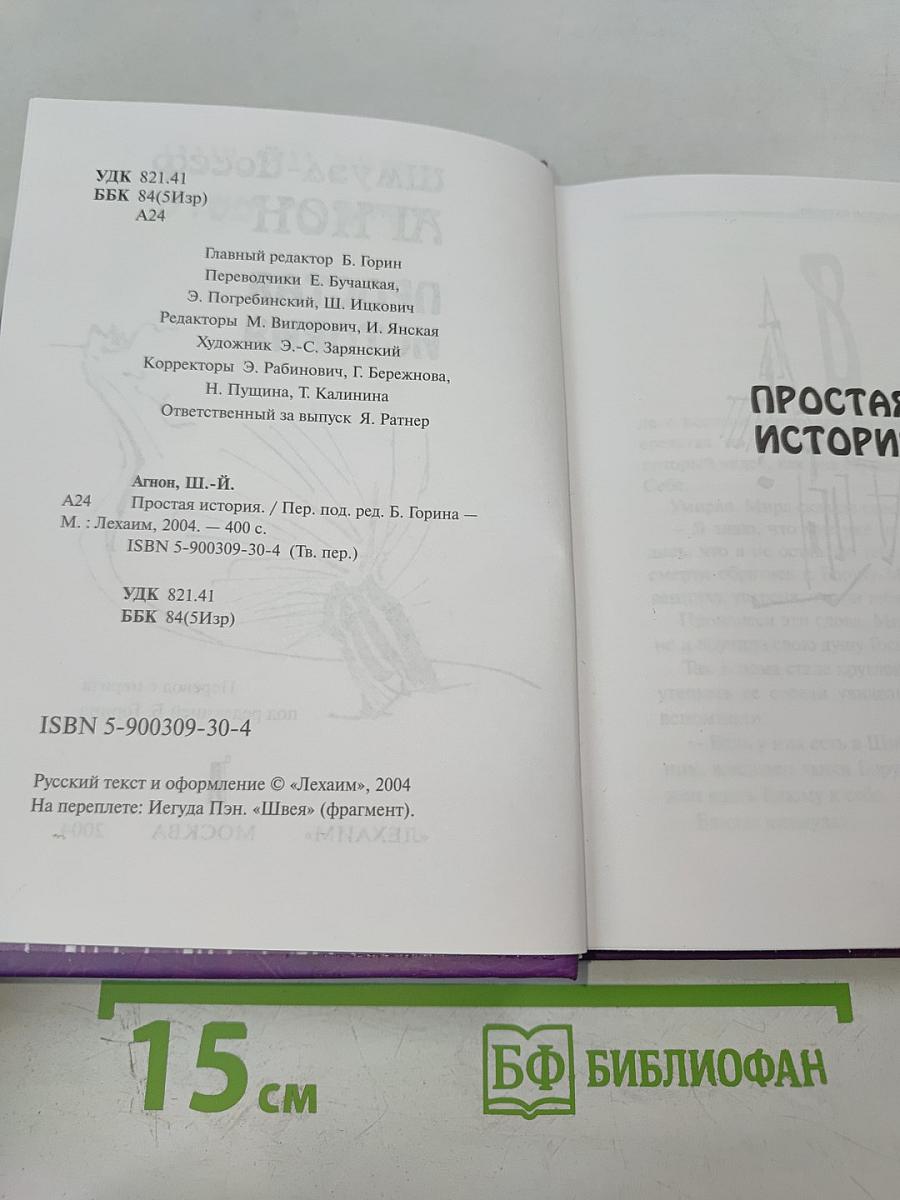 УДК 821.41
ББК 84(5Изр)
А24
Главный редактор Б. Горин
Переводчики Е. Бучацкая,
Э. Погребинский, Ш. Ицкович
Редакторы М. Вигдорович, И. Янская
Художник Э.-С. Зарянский
Корректоры Э. Рабинович, Г. Бережнова,
Н. Пущина, Т. Калинина
Ответственный за выпуск Я. Ратнер
Агнон, Ш.-Й.
А24 Простая история. / Пер. под. ред. Б. Горина —
М. : Лехаим, 2004. — 400 с.
ISBN 5-900309-30-4 (Тв. пер.)
УДК 821.41
ББК 84(5Изр)
ISBN 5-900309-30-4
Русский текст и оформление © «Лехаим», 2004
На переплете: Иегуда Пэн. «Швея» (фрагмент).
ПРОСТАЯ
ИСТОРИ
15 см
БФ БИБЛИОФАН